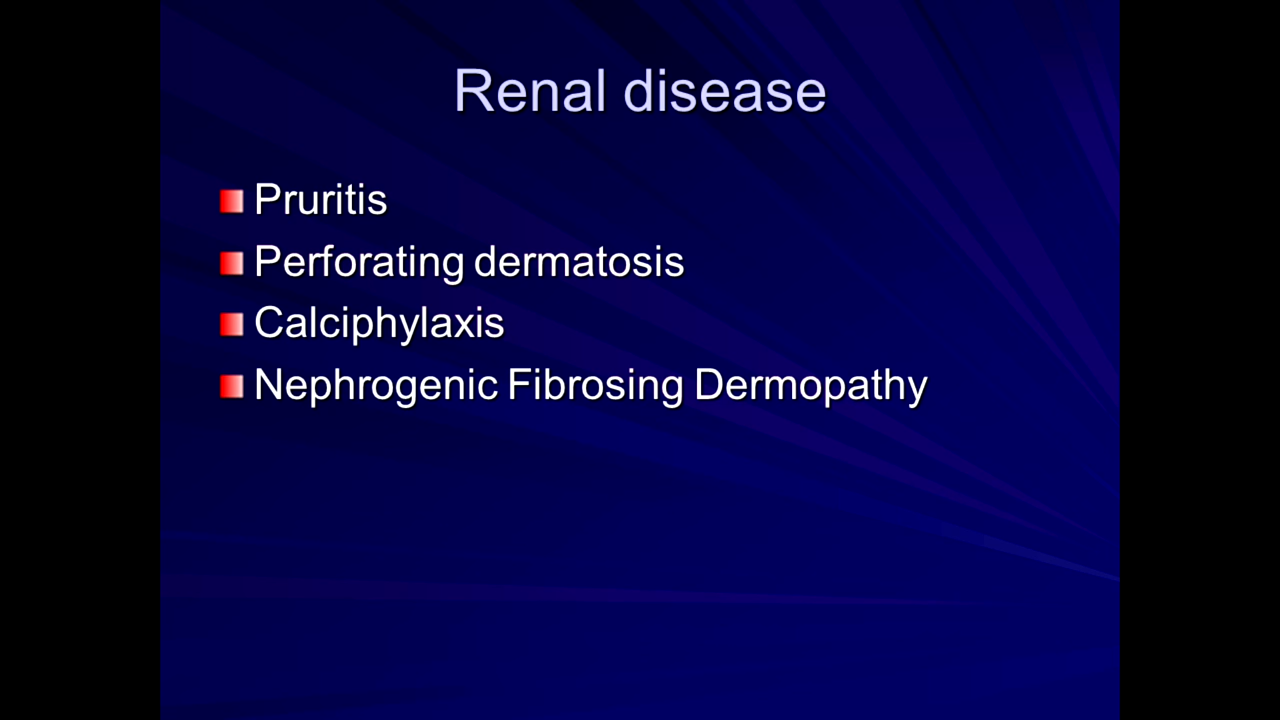 Renal disease
Pruritis
Perforating dermatosis
Calciphylaxis
Nephrogenic Fibrosing Dermopathy